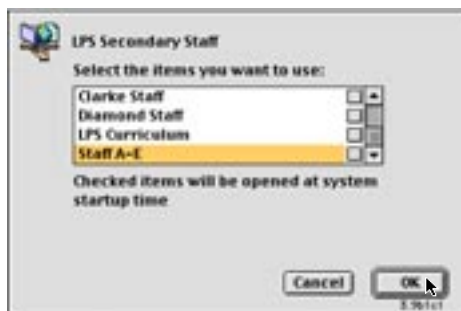 LPS Secondary Staff
Select the items you want to use:
Clarke Staff
Diamond Staff
LPS Curriculum
Staff A-E
Checked items will be opened at system
startup time
Cancel
OK